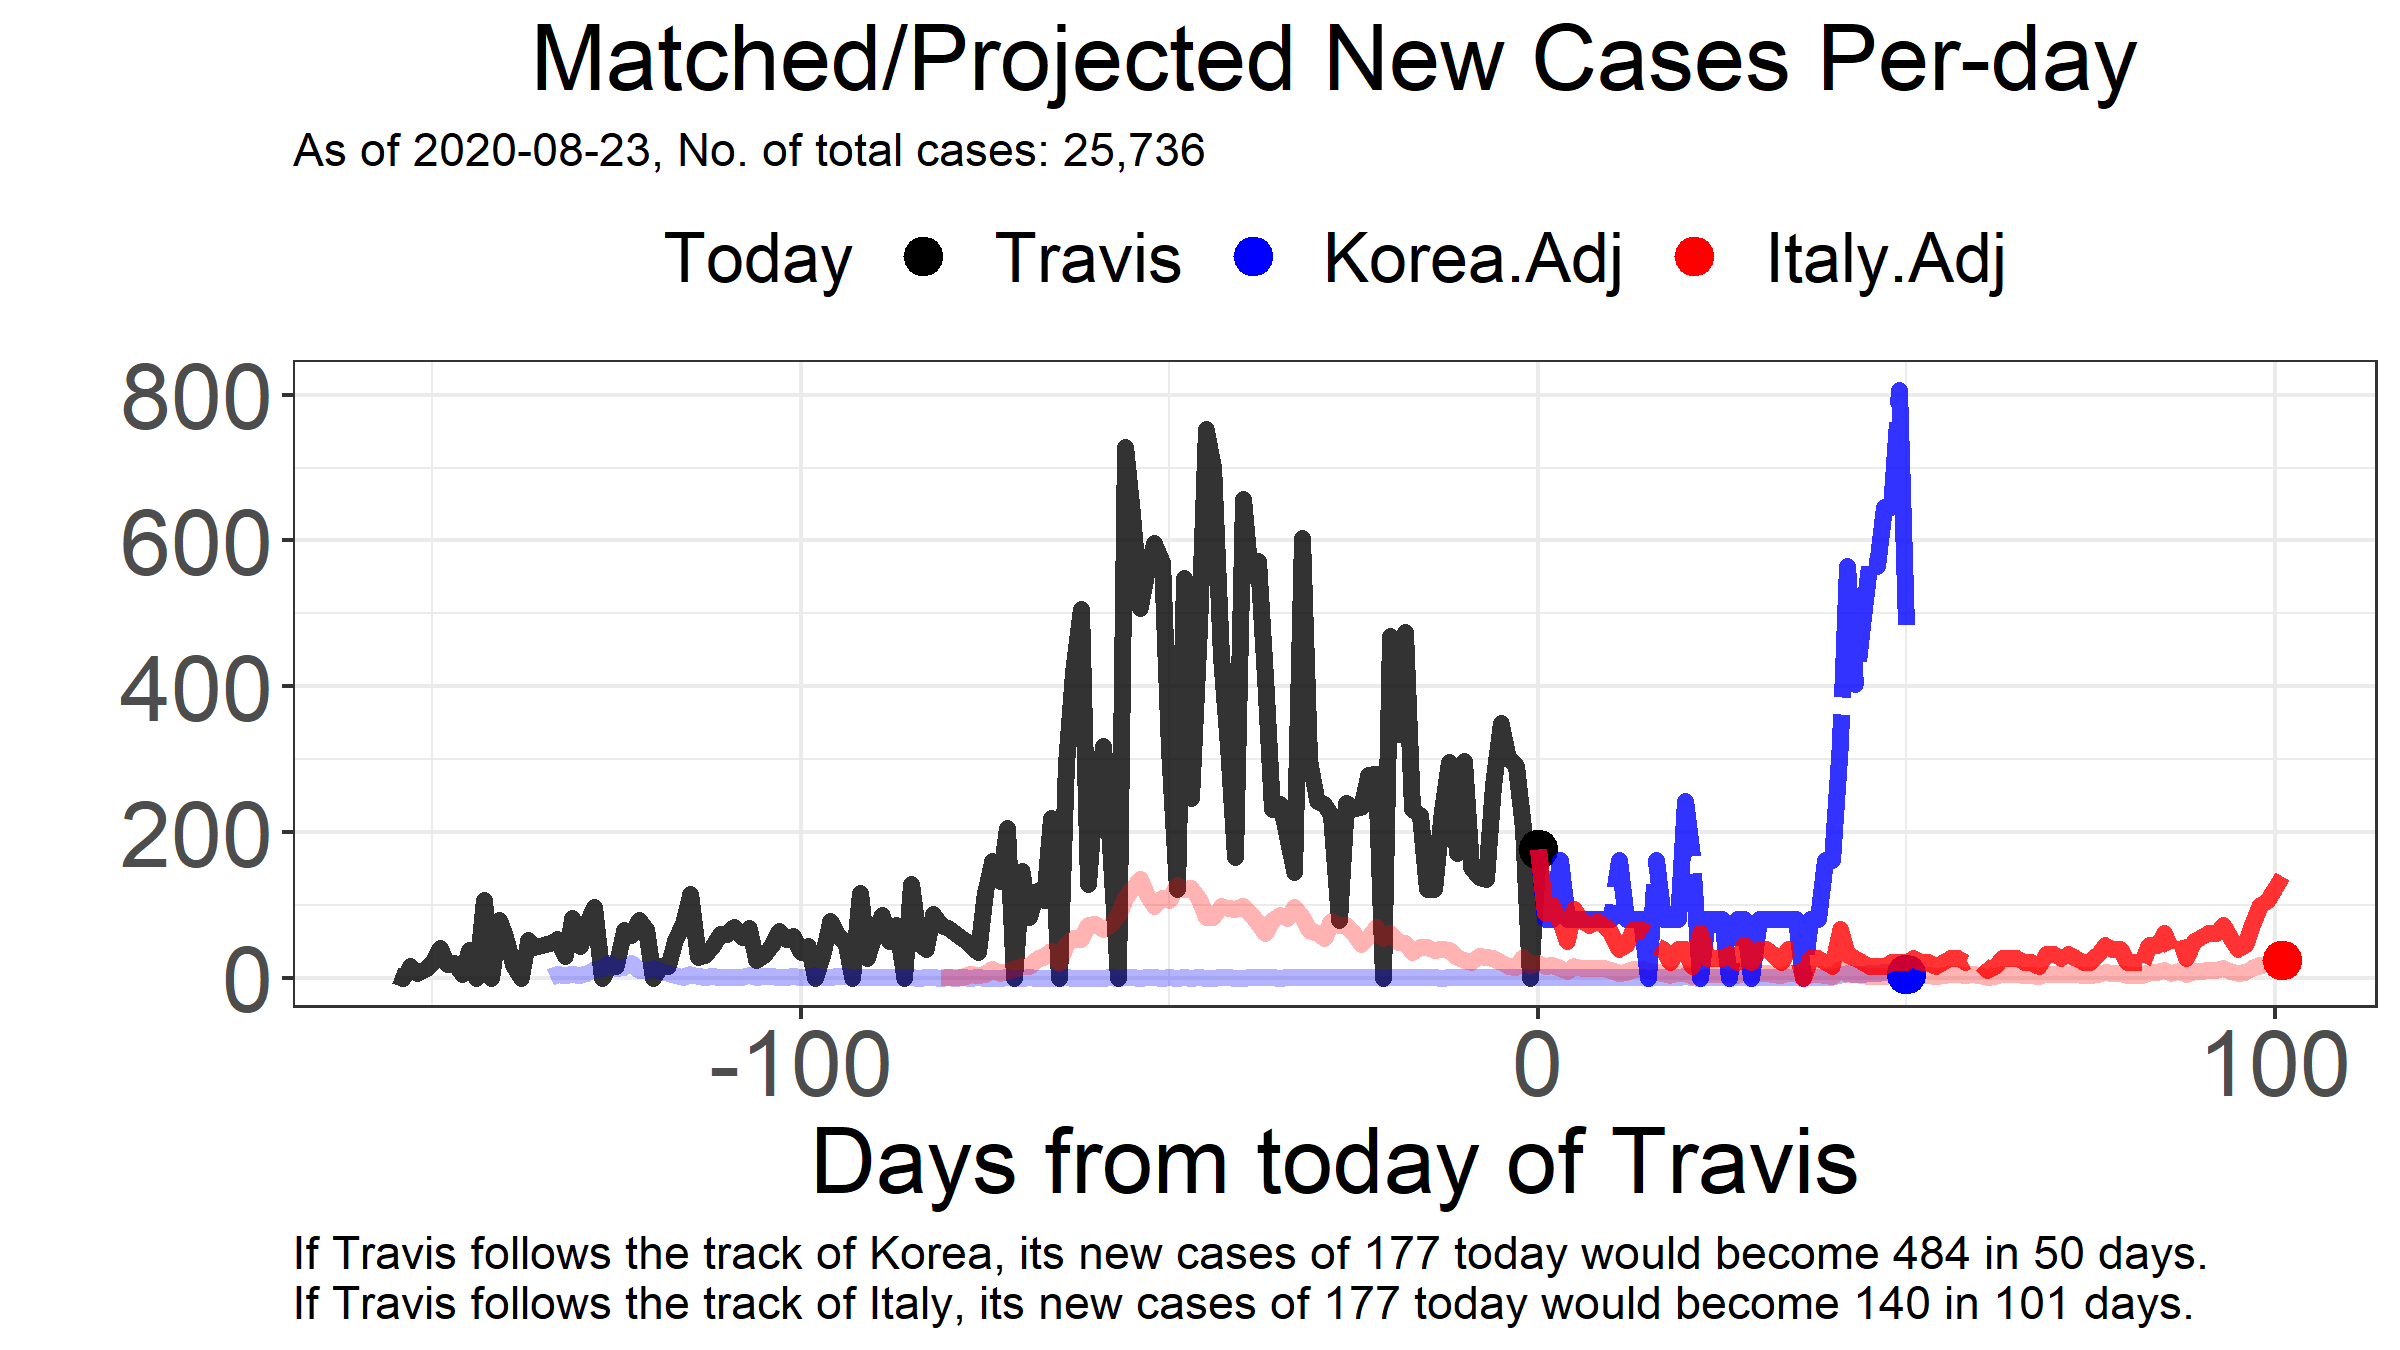 Matched/Projected New Cases Per-day
As of 2020-08-23, No. of total cases: 25,736
Today Travis Korea.Adj Italy.Adj
800
600
400
200
0
-100 0 100
Days from today of Travis
If Travis follows the track of Korea, its new cases of 177 today would become 484 in 50 days.
If Travis follows the track of Italy, its new cases of 177 today would become 140 in 101 days.